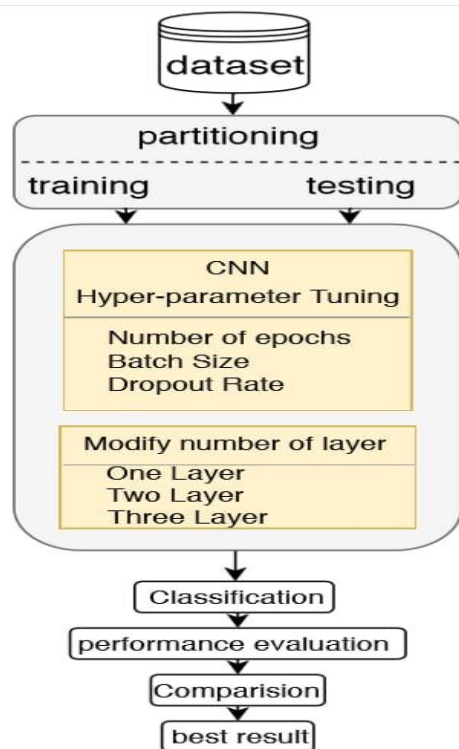 dataset
partitioning
training testing
CNN
Hyper-parameter Tuning
Number of epochs
Batch Size
Dropout Rate
Modify number of layer
One Layer
Two Layer
Three Layer
Classification
performance evaluation
Comparision
best result